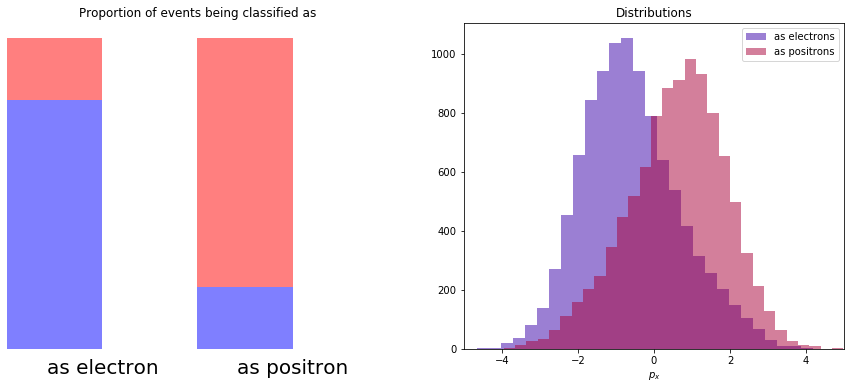 Proportion of events being classified as
as electron
as positron
Distributions
as electrons
as positrons
1000
800
600
400
200
0
−4 −2 0 2 4
pₓ